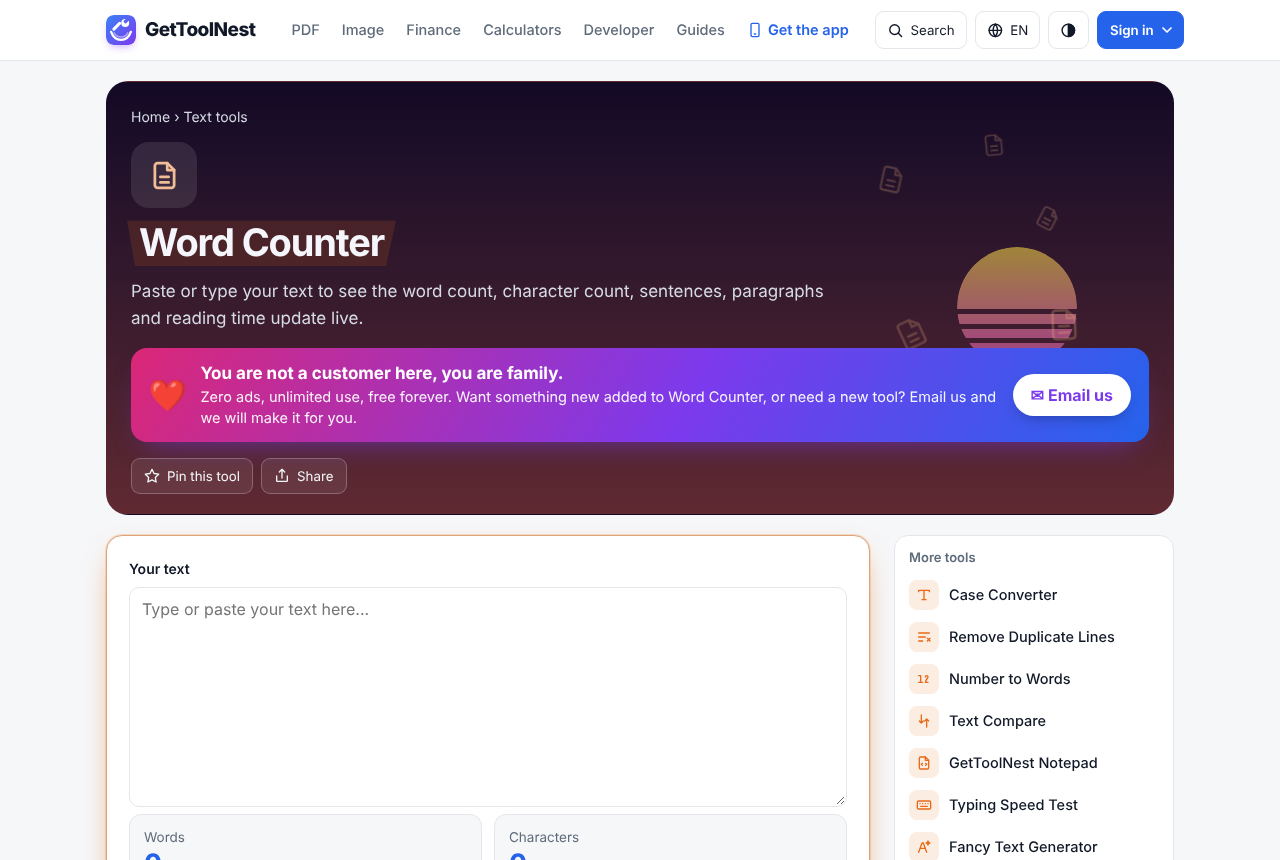 GetToolNest
PDF
Image
Finance
Calculators
Developer
Guides
Get the app
Search
EN
Sign in
Home › Text tools
Word Counter
Paste or type your text to see the word count, character count, sentences, paragraphs
and reading time update live.
You are not a customer here, you are family.
Zero ads, unlimited use, free forever. Want something new added to Word Counter, or need a new tool? Email us and
we will make it for you.
✉ Email us
Pin this tool
Share
Your text
Type or paste your text here...
Words
Characters
More tools
Case Converter
Remove Duplicate Lines
Number to Words
Text Compare
GetToolNest Notepad
Typing Speed Test
Fancy Text Generator